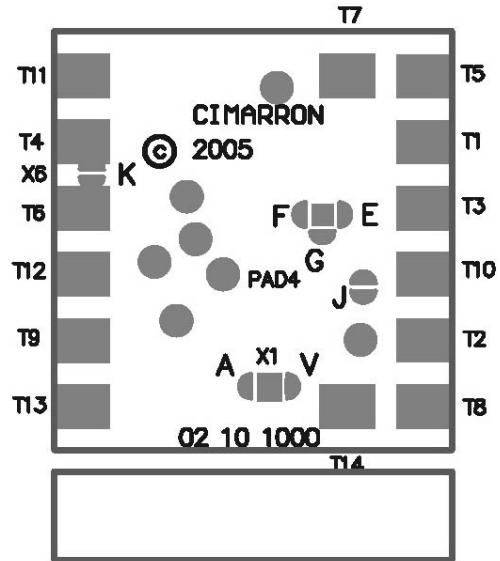 T7
T11
T5
CIMARRON
T4
© 2005
T1
X6
K
T6
F
E
T3
G
T12
PAD4
J
T10
T9
X1
A
V
T2
T13
T8
02 10 1000
T14